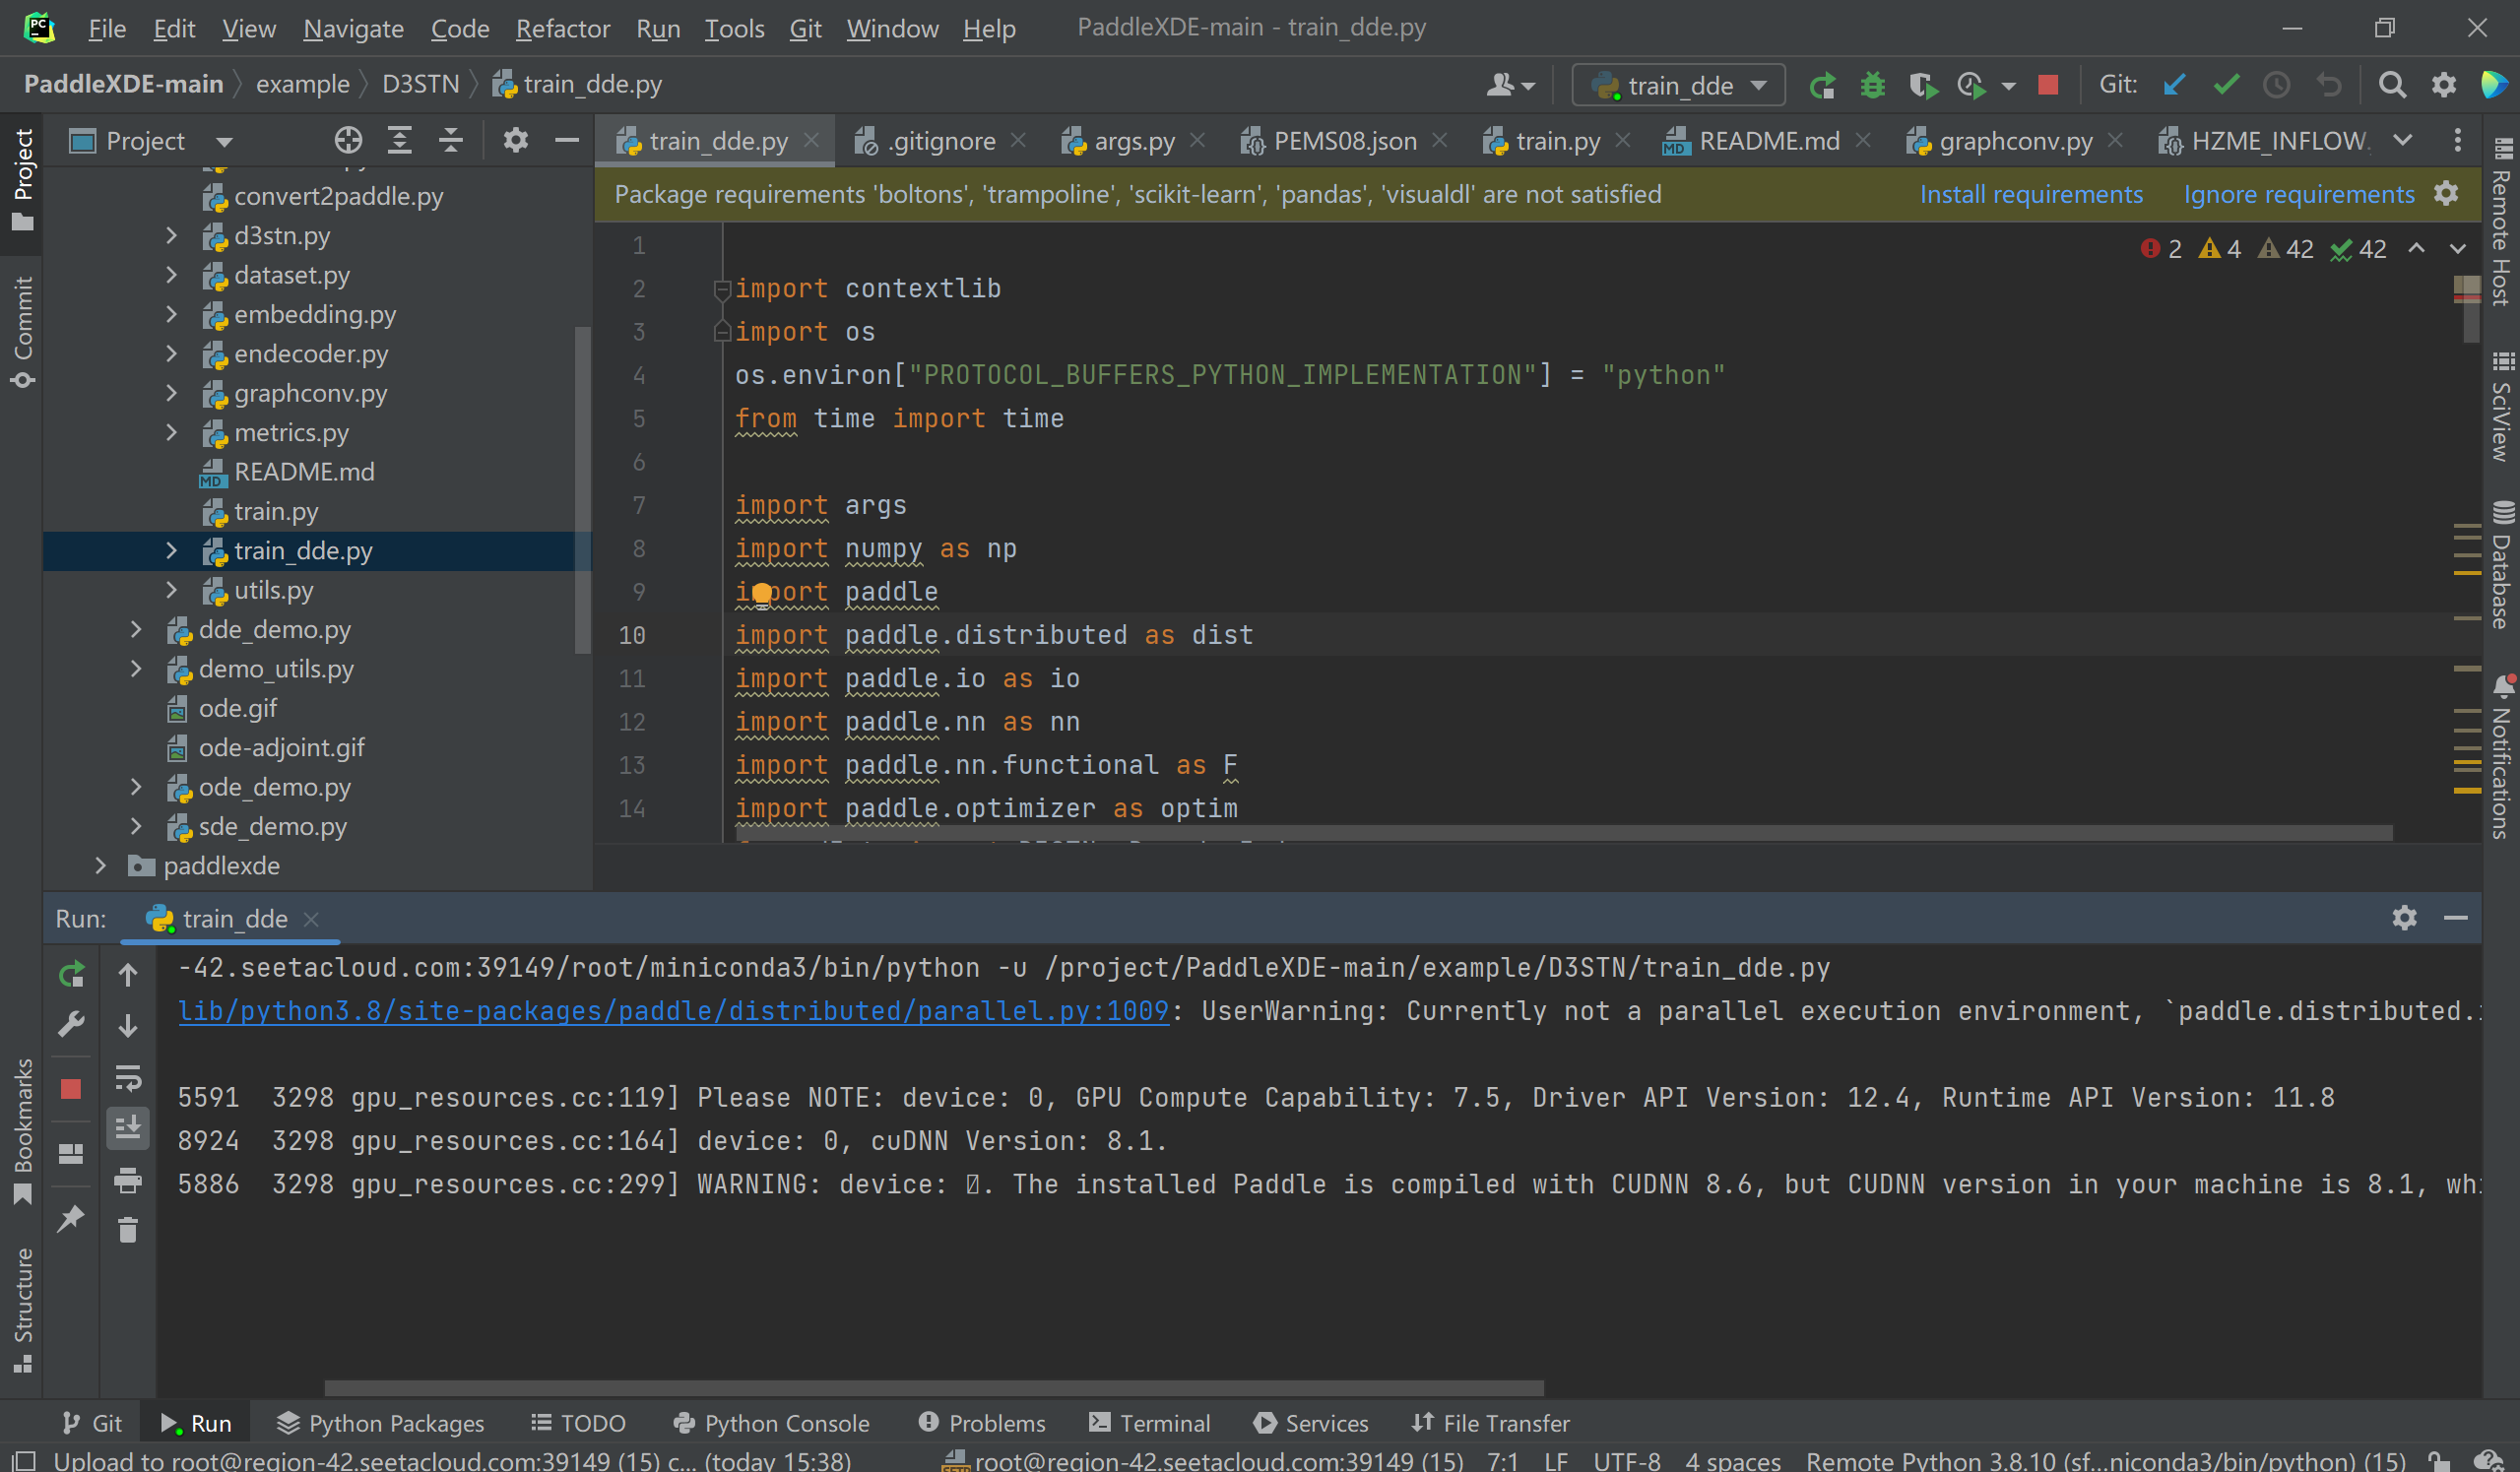 File Edit View Navigate Code Refactor Run Tools Git Window Help PaddleXDE-main - train_dde.py
PaddleXDE-main example D3STN train_dde.py train_dde Git:
Project
train_dde.py .gitignore args.py PEMS08.json train.py README.md graphconv.py HZME_INFLOW.
Package requirements 'boltons', 'trampoline', 'scikit-learn', 'pandas', 'visualdl' are not satisfied Install requirements Ignore requirements
convert2paddle.py
d3stn.py
dataset.py
embedding.py
endecoder.py
graphconv.py
metrics.py
README.md
train.py
train_dde.py
utils.py
dde_demo.py
demo_utils.py
ode.gif
ode-adjoint.gif
ode_demo.py
sde_demo.py
paddlexde
2 4 42 42
1
2 import contextlib
3 import os
4 os.environ["PROTOCOL_BUFFERS_PYTHON_IMPLEMENTATION"] = "python"
5 from time import time
6
7 import args
8 import numpy as np
9 import paddle
10 import paddle.distributed as dist
11 import paddle.io as io
12 import paddle.nn as nn
13 import paddle.nn.functional as F
14 import paddle.optimizer as optim
Project
Commit
Bookmarks
Structure
Remote Host
SciView
Database
Notifications
Run: train_dde
-42.seetacloud.com:39149/root/miniconda3/bin/python -u /project/PaddleXDE-main/example/D3STN/train_dde.py
lib/python3.8/site-packages/paddle/distributed/parallel.py:1009: UserWarning: Currently not a parallel execution environment, `paddle.distributed.
5591 3298 gpu_resources.cc:119] Please NOTE: device: 0, GPU Compute Capability: 7.5, Driver API Version: 12.4, Runtime API Version: 11.8
8924 3298 gpu_resources.cc:164] device: 0, cuDNN Version: 8.1.
5886 3298 gpu_resources.cc:299] WARNING: device: . The installed Paddle is compiled with CUDNN 8.6, but CUDNN version in your machine is 8.1,
Git Run Python Packages TODO Python Console Problems Terminal Services File Transfer
Upload to root@region-42.seetacloud.com:39149 (15) c... (today 15:38) root@region-42.seetacloud.com:39149 (15) 7:1 LF UTF-8 4 spaces Remote Python 3.8.10 (sf...niconda3/bin/python) (15)